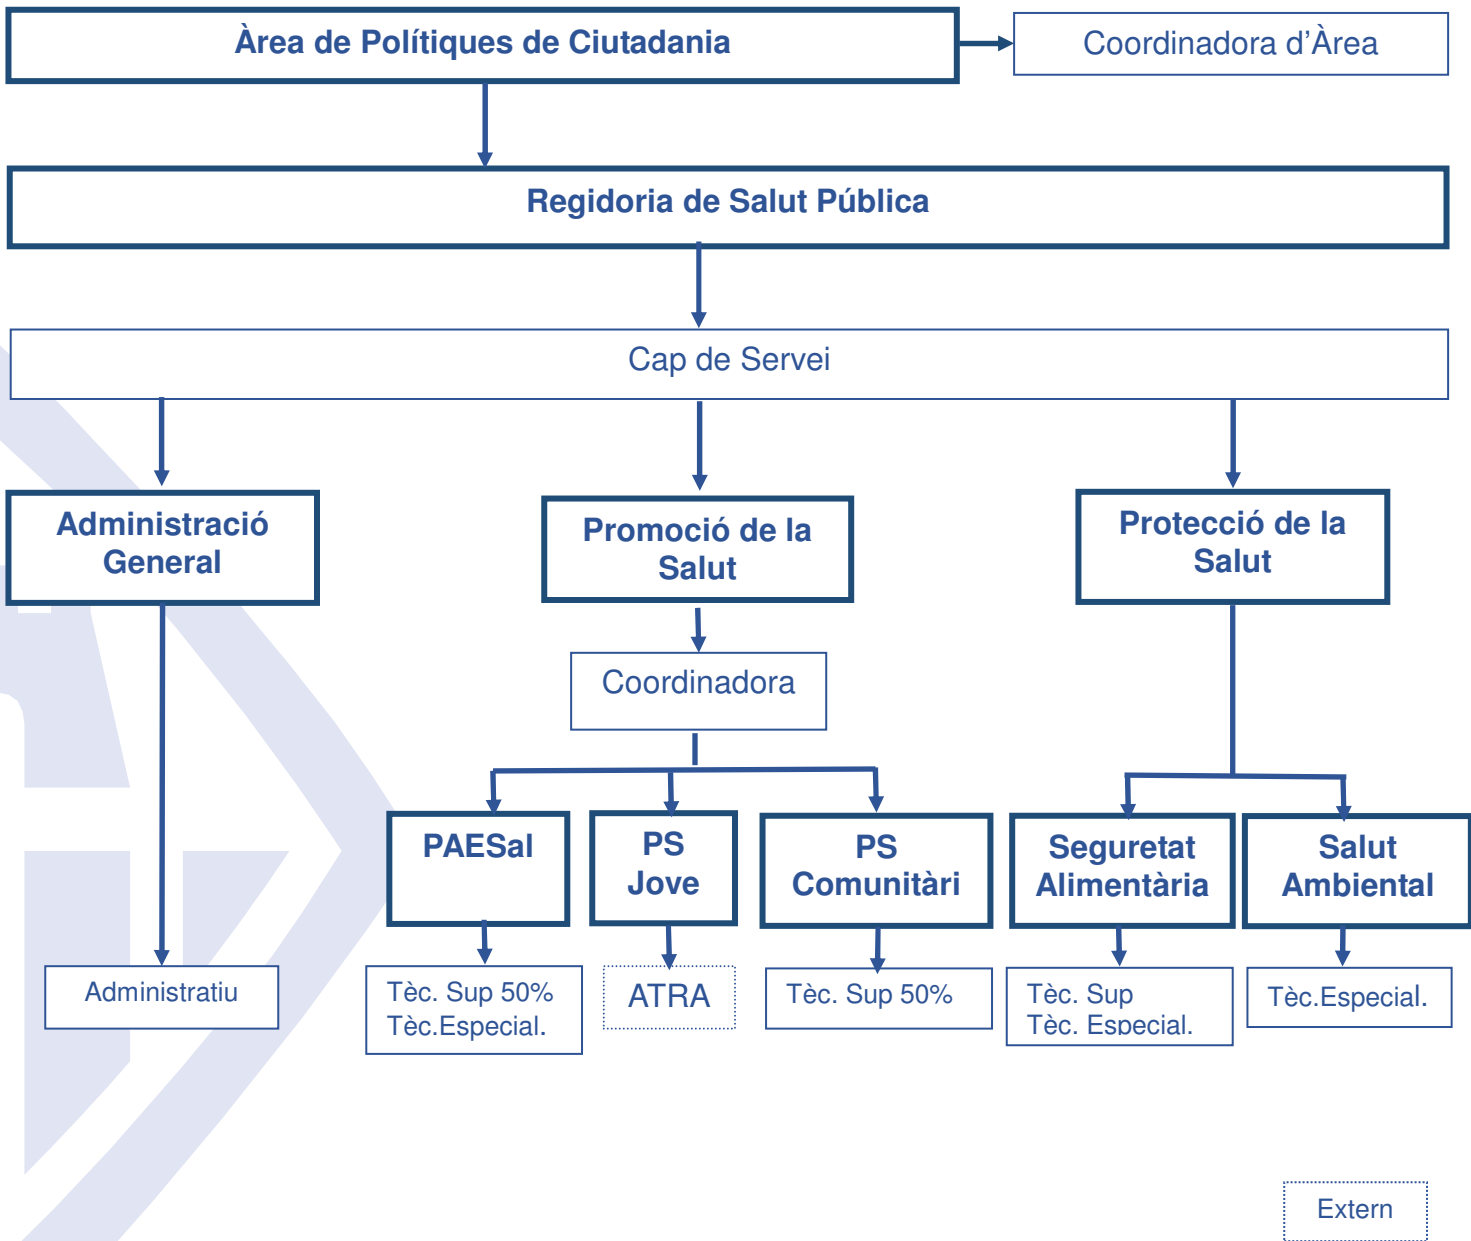 Àrea de Polítiques de Ciutadania
Coordinadora d'Àrea
Regidoria de Salut Pública
Cap de Servei
Administració
General
Promoció de la
Salut
Protecció de la
Salut
Coordinadora
PAESal
PS
Jove
PS
Comunitàri
Seguretat
Alimentària
Salut
Ambiental
Administratiu
Tèc. Sup 50%
Tèc.Especial.
ATRA
Tèc. Sup 50%
Tèc. Sup
Tèc. Especial.
Tèc.Especial.
Extern